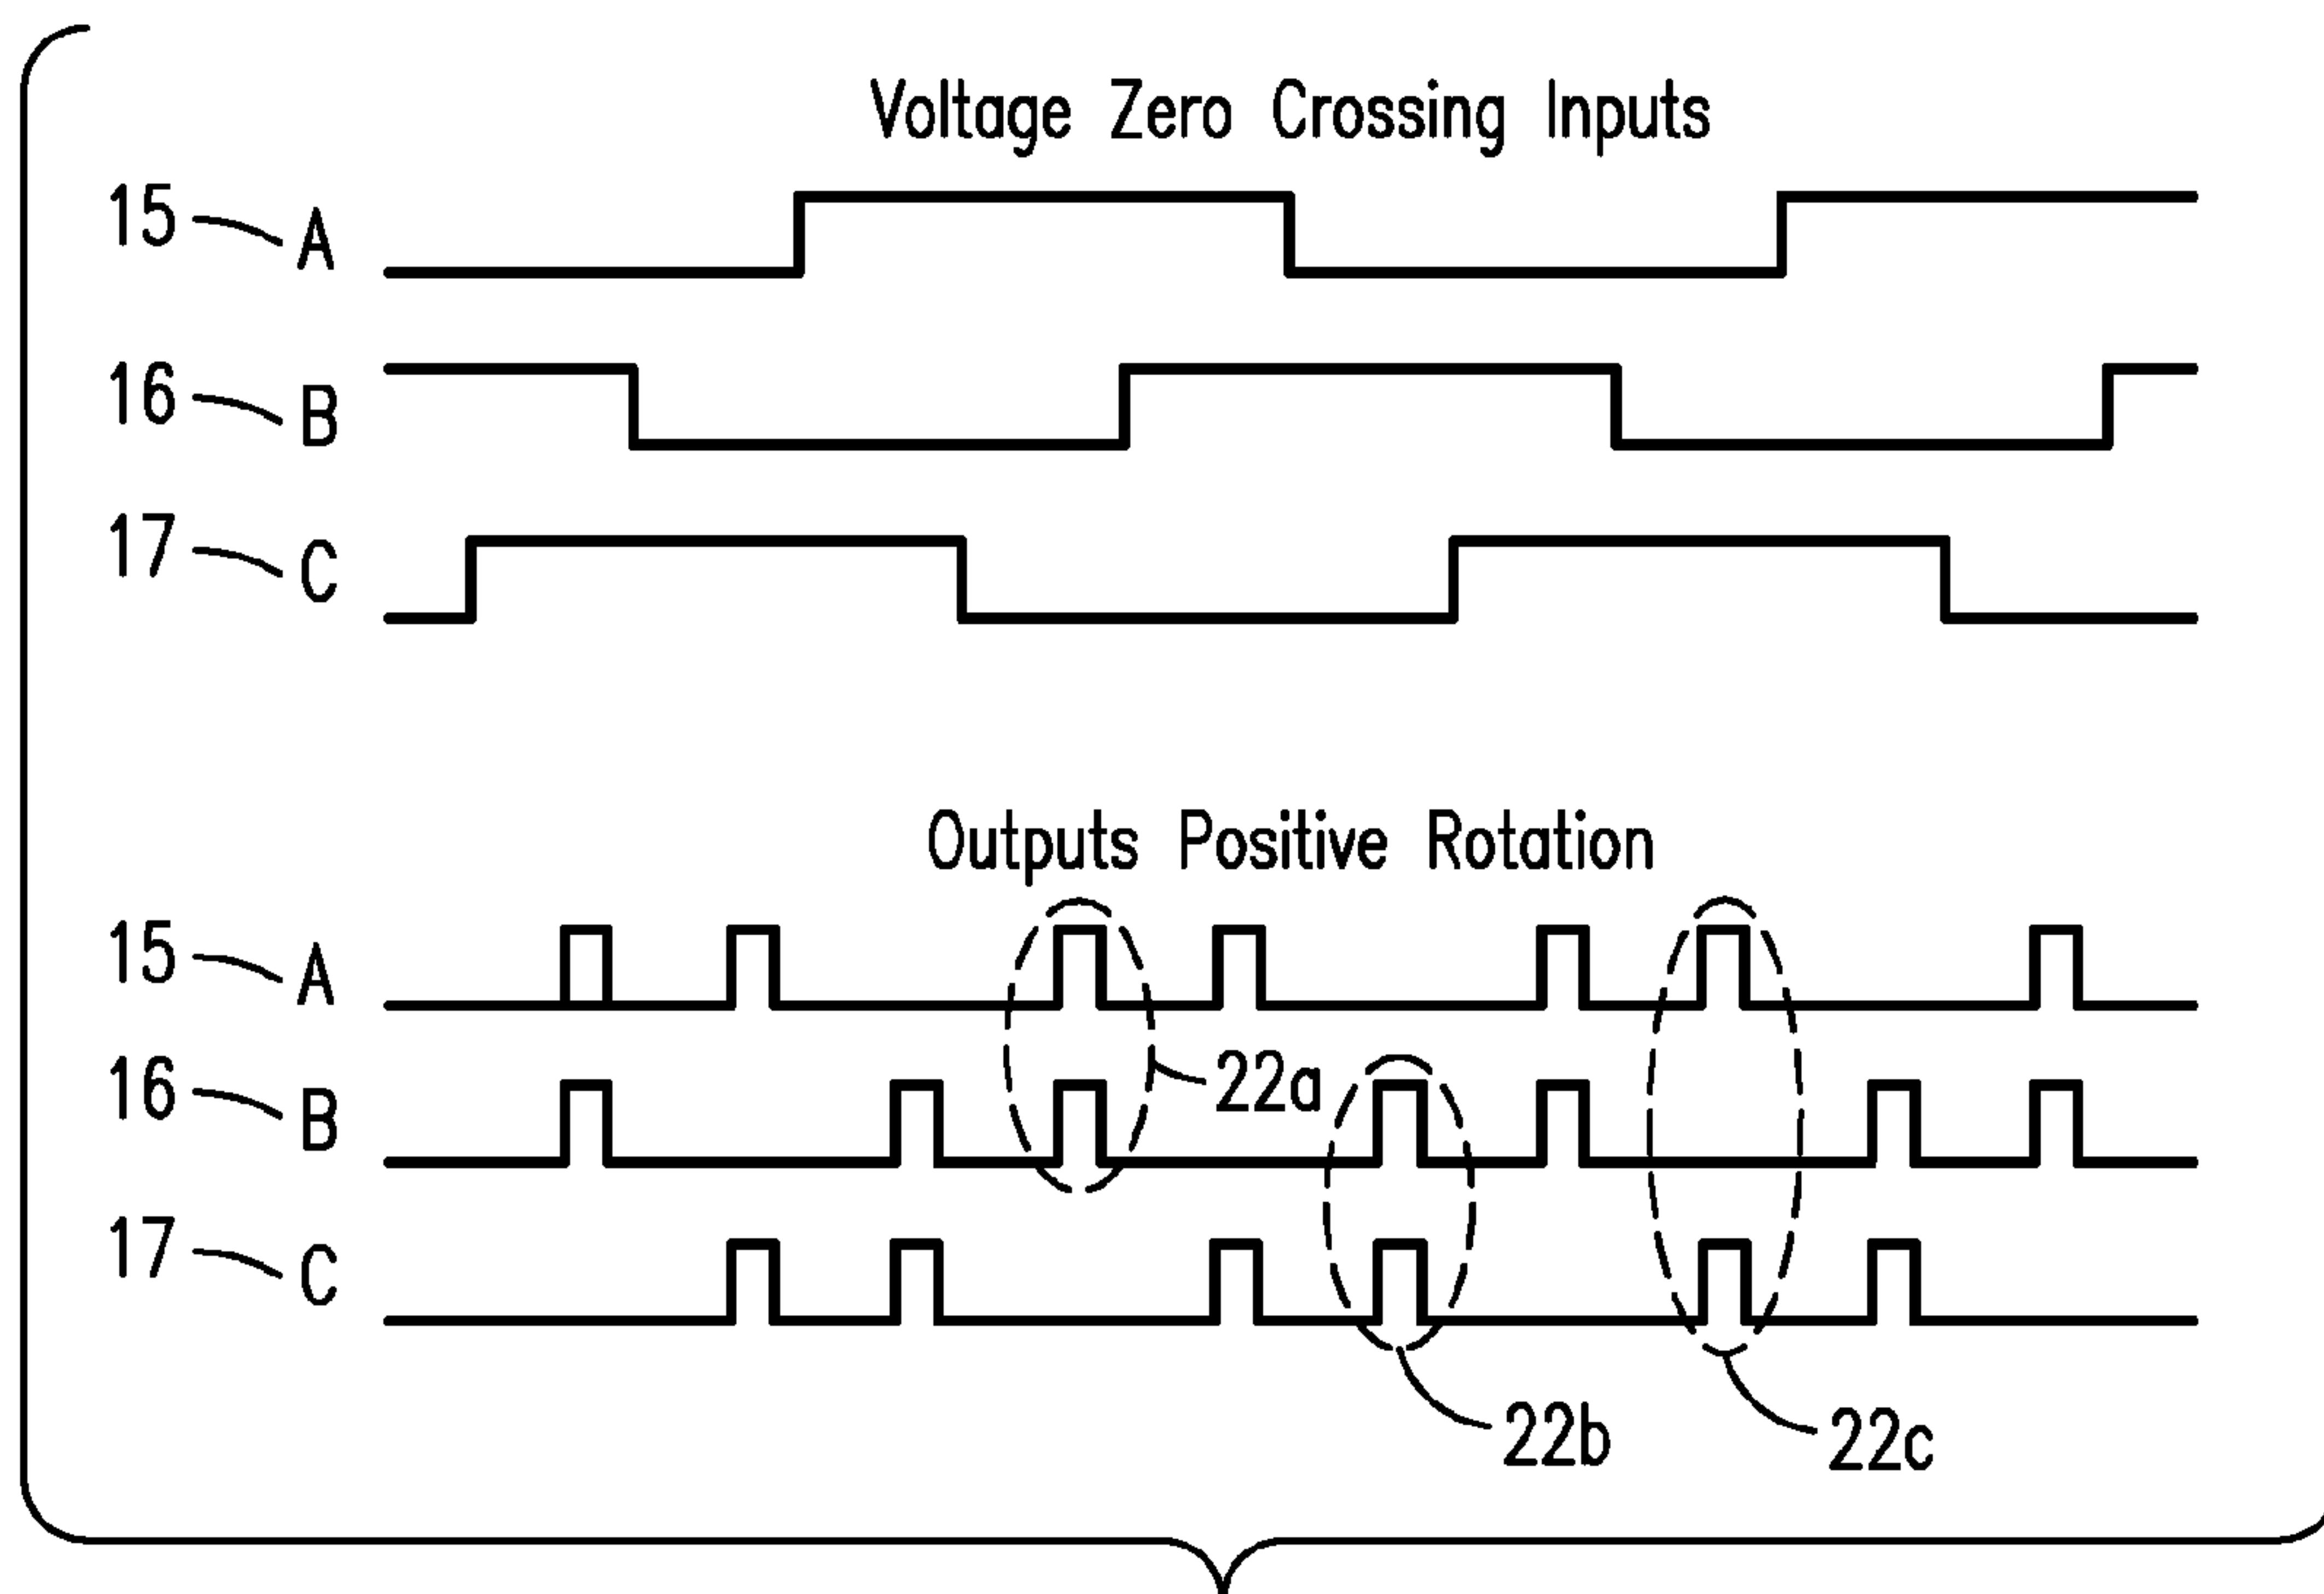 Voltage Zero Crossing Inputs
15 A
16 B
17 C
Outputs Positive Rotation
15 A
16 B
22a
17 C
22b
22c